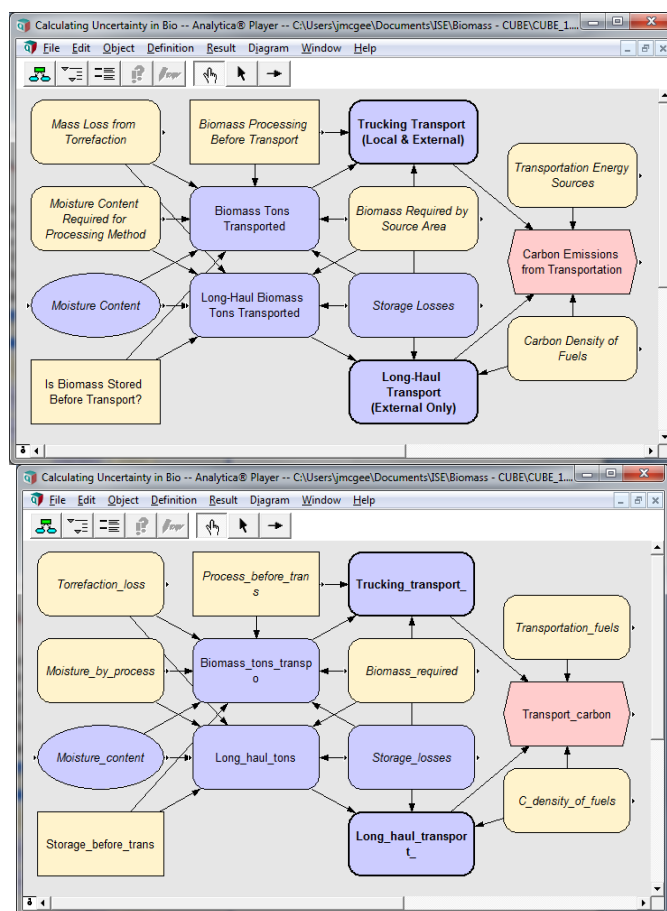 Calculating Uncertainty in Bio -- Analytica® Player -- C:\Users\jmcgee\Documents\ISE\Biomass - CUBE\CUBE_1....
File Edit Object Definition Result Diagram Window Help
Mass Loss from
Torrefaction
Biomass Processing
Before Transport
Trucking Transport
(Local & External)
Transportation Energy
Sources
Moisture Content
Required for
Processing Method
Biomass Tons
Transported
Biomass Required by
Source Area
Carbon Emissions
from Transportation
Moisture Content
Long-Haul Biomass
Tons Transported
Storage Losses
Carbon Density of
Fuels
Is Biomass Stored
Before Transport?
Long-Haul
Transport
(External Only)
Calculating Uncertainty in Bio -- Analytica® Player -- C:\Users\jmcgee\Documents\ISE\Biomass - CUBE\CUBE_1....
File Edit Object Definition Result Diagram Window Help
Torrefaction_loss
Process_before_tran
s
Trucking_transport_
Transportation_fuels
Moisture_by_process
Biomass_tons_transpo
Biomass_required
Transport_carbon
Moisture_content
Long_haul_tons
Storage_losses
C_density_of_fuels
Storage_before_trans
Long_haul_transport
_